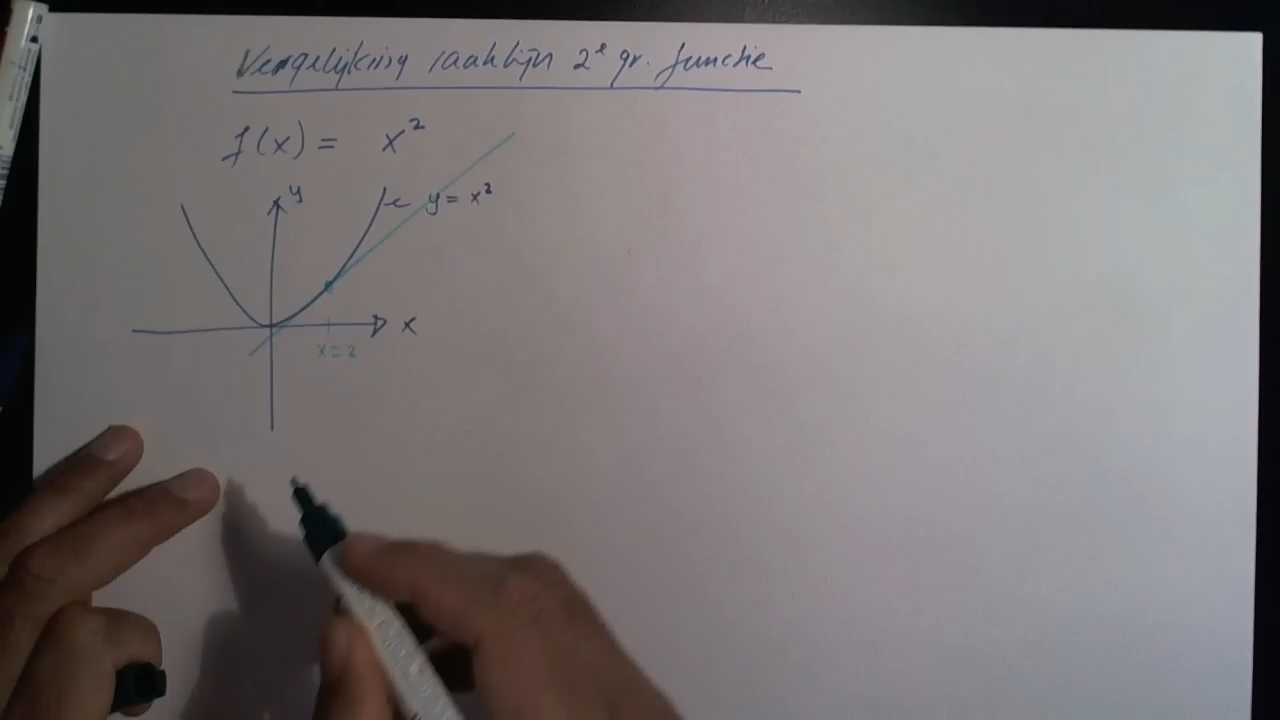 Vergelijking raaklijn 2e gr. functie
f(x) = x²
y
y = x²
x
x = 2